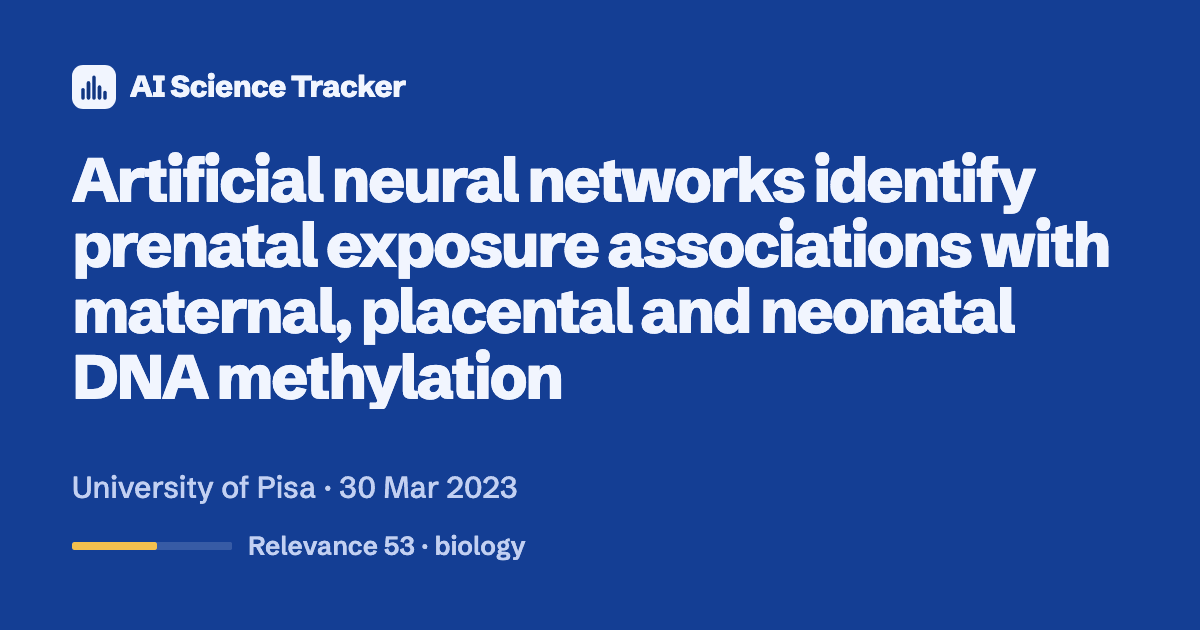 AI Science Tracker
Artificial neural networks identify
prenatal exposure associations with
maternal, placental and neonatal
DNA methylation
University of Pisa · 30 Mar 2023
Relevance 53 · biology